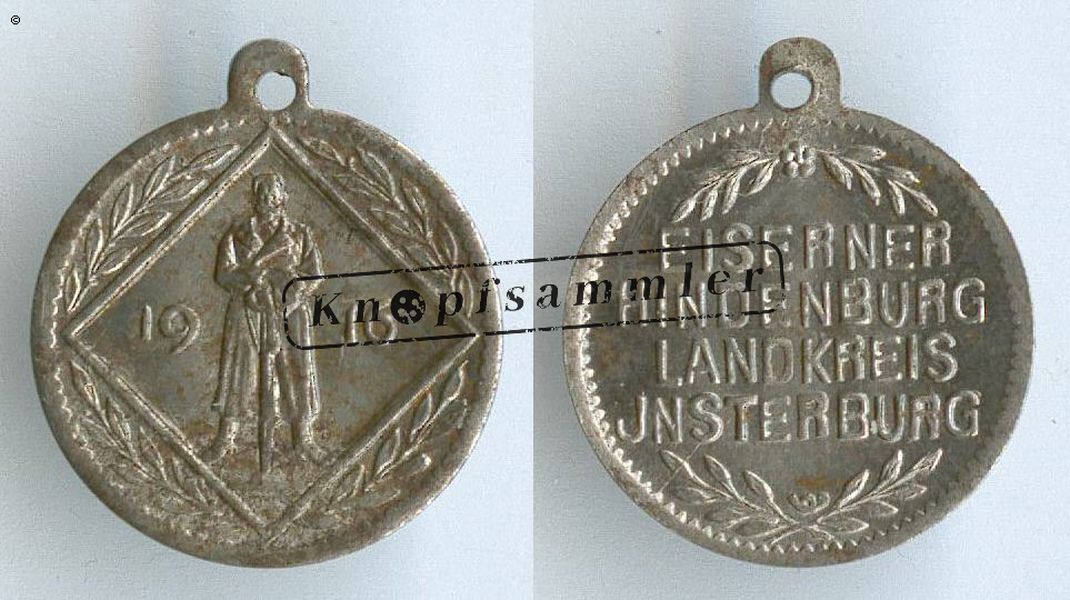 ©
19 16
Knopfsammler
EISERNER
HINDENBURG
LANDKREIS
JNSTERBURG